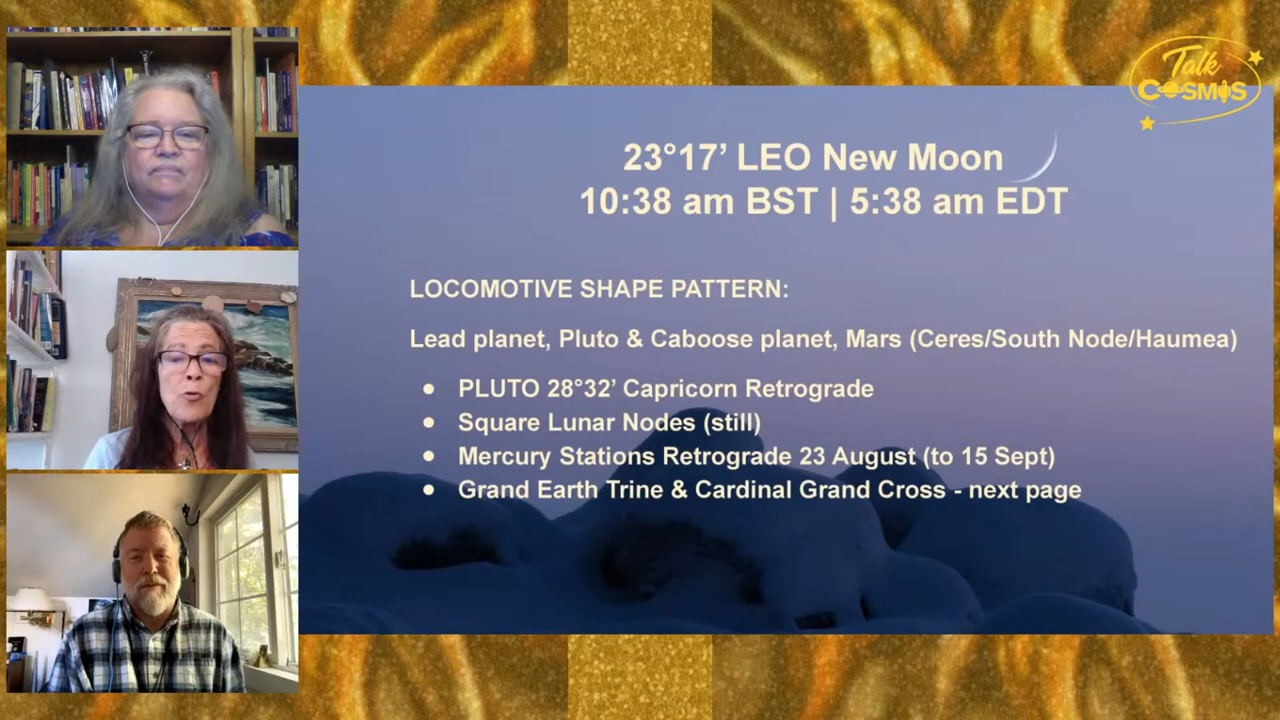 Talk
COSMOS
23°17’ LEO New Moon
10:38 am BST | 5:38 am EDT
LOCOMOTIVE SHAPE PATTERN:
Lead planet, Pluto & Caboose planet, Mars (Ceres/South Node/Haumea)
● PLUTO 28°32’ Capricorn Retrograde
● Square Lunar Nodes (still)
● Mercury Stations Retrograde 23 August (to 15 Sept)
● Grand Earth Trine & Cardinal Grand Cross - next page